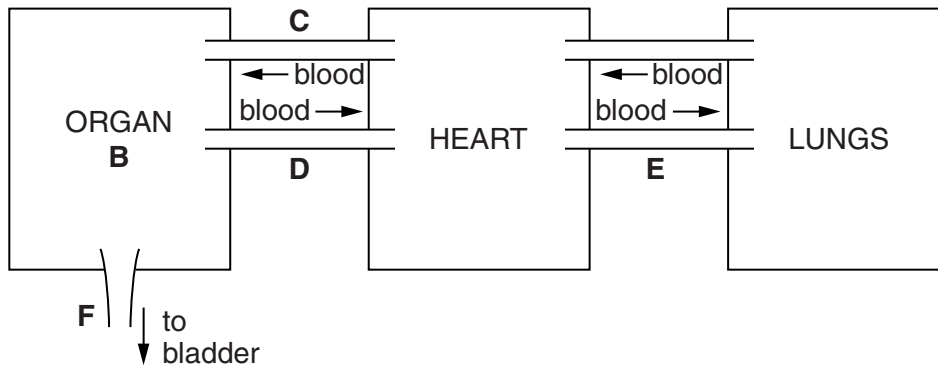 C
blood
blood
blood
blood
ORGAN
B
HEART
LUNGS
D
E
F
to
bladder